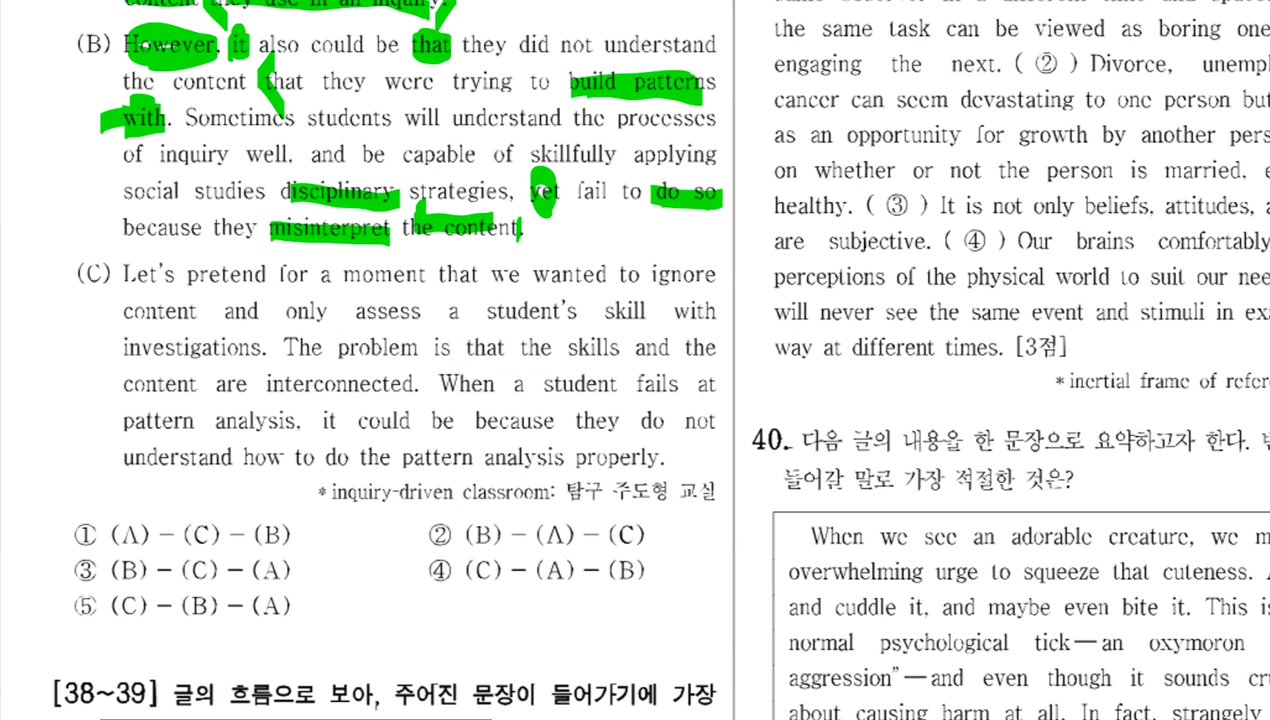 content they use in an inquiry.
(B) However, it also could be that they did not understand
the content that they were trying to build patterns
with. Sometimes students will understand the processes
of inquiry well, and be capable of skillfully applying
social studies disciplinary strategies, yet fail to do so
because they misinterpret the content.
(C) Let's pretend for a moment that we wanted to ignore
content and only assess a student's skill with
investigations. The problem is that the skills and the
content are interconnected. When a student fails at
pattern analysis, it could be because they do not
understand how to do the pattern analysis properly.
* inquiry-driven classroom: 탐구 주도형 교실
① (A) - (C) - (B) ② (B) - (A) - (C)
③ (B) - (C) - (A) ④ (C) - (A) - (B)
⑤ (C) - (B) - (A)
[38~39] 글의 흐름으로 보아, 주어진 문장이 들어가기에 가장
the same task can be viewed as boring one
engaging the next. ( ② ) Divorce, unempl
cancer can seem devastating to one person but
as an opportunity for growth by another pers
on whether or not the person is married, e
healthy. ( ③ ) It is not only beliefs, attitudes, a
are subjective. ( ④ ) Our brains comfortably
perceptions of the physical world to suit our nee
will never see the same event and stimuli in ex
way at different times. [3점]
* inertial frame of refer
40. 다음 글의 내용을 한 문장으로 요약하고자 한다.
들어갈 말로 가장 적절한 것은?
When we see an adorable creature, we m
overwhelming urge to squeeze that cuteness.
and cuddle it, and maybe even bite it. This is
normal psychological tick — an oxymoron
aggression" — and even though it sounds cr
about causing harm at all. In fact, strangely